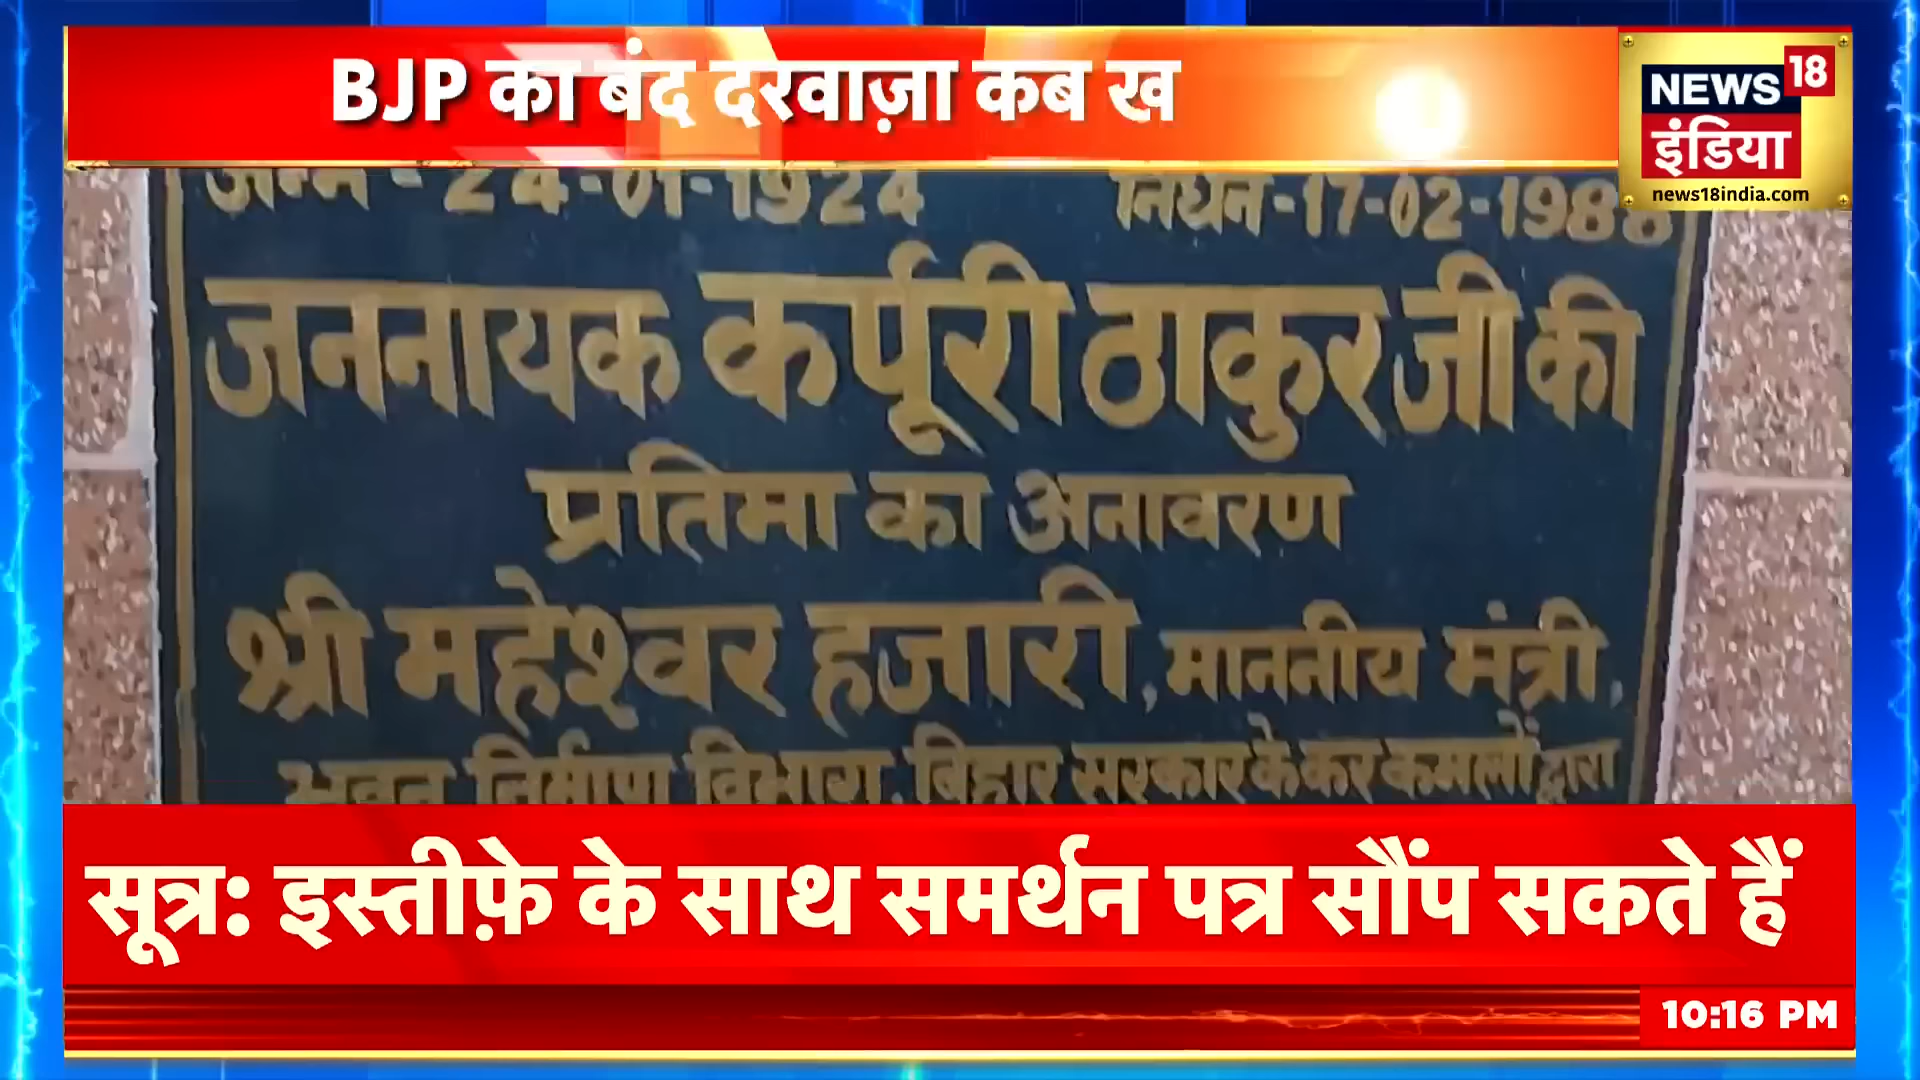 BJP का बंद दरवाज़ा कब ख
NEWS 18
इंडिया
news18india.com
जन्म - 24-01-1924 निधन-17-02-1988
जननायक कर्पूरी ठाकुर जी की
प्रतिमा का अनावरण
श्री महेश्वर हजारी, माननीय मंत्री,
भवन निर्माण विभाग, बिहार सरकार के कर कमलों द्वारा
सूत्र: इस्तीफ़े के साथ समर्थन पत्र सौंप सकते हैं
10:16 PM